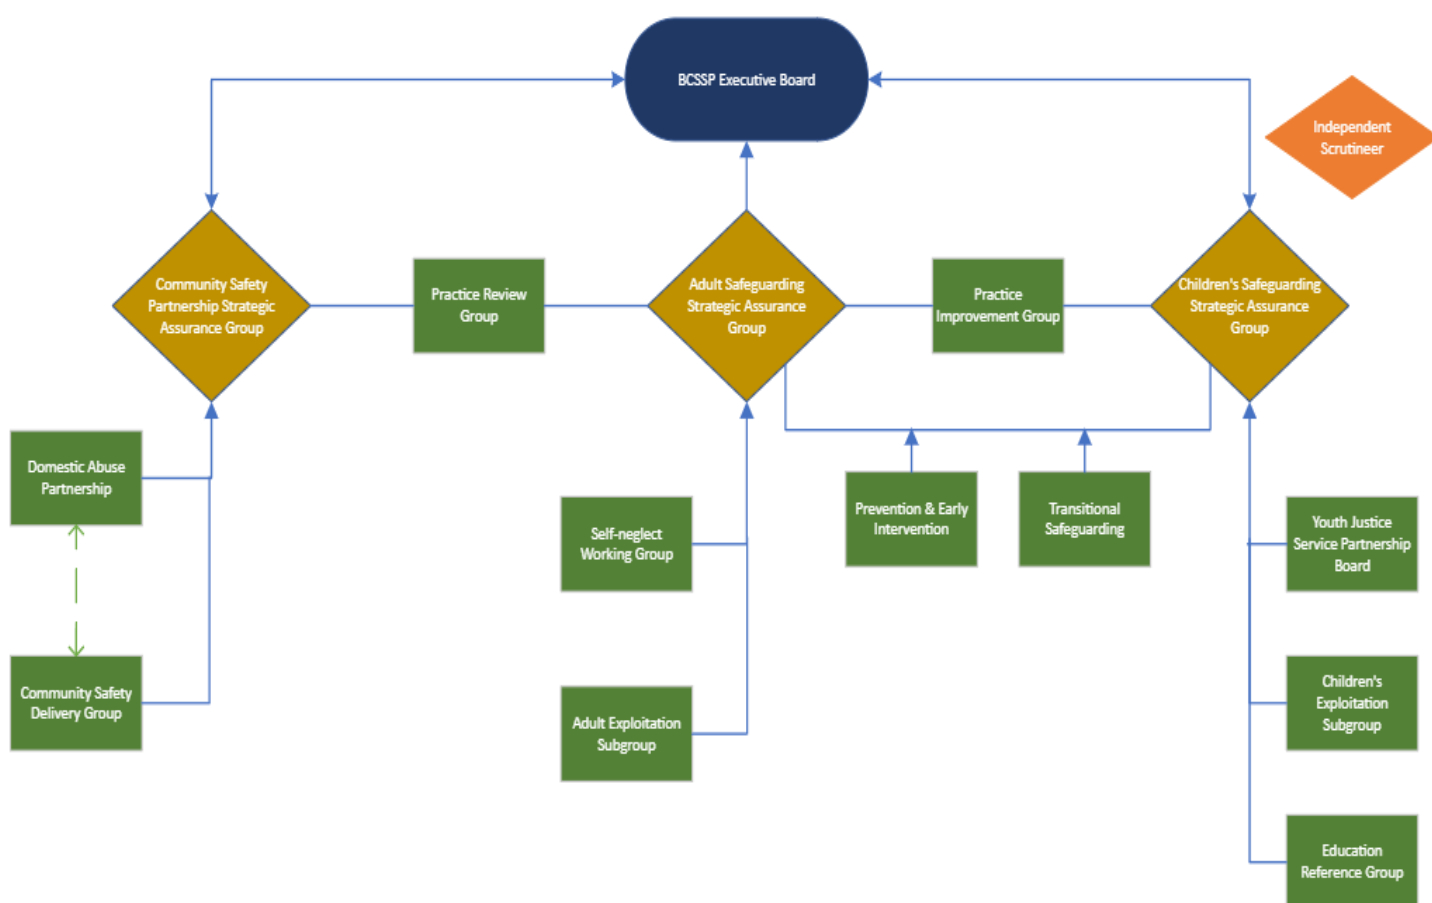 BCSSP Executive Board
Independent
Scrutineer
Community Safety
Partnership Strategic
Assurance Group
Practice Review
Group
Adult Safeguarding
Strategic Assurance
Group
Practice
Improvement Group
Children's Safeguarding
Strategic Assurance
Group
Domestic Abuse
Partnership
Community Safety
Delivery Group
Self-neglect
Working Group
Adult Exploitation
Subgroup
Prevention & Early
Intervention
Transitional
Safeguarding
Youth Justice
Service Partnership
Board
Children's
Exploitation
Subgroup
Education
Reference Group